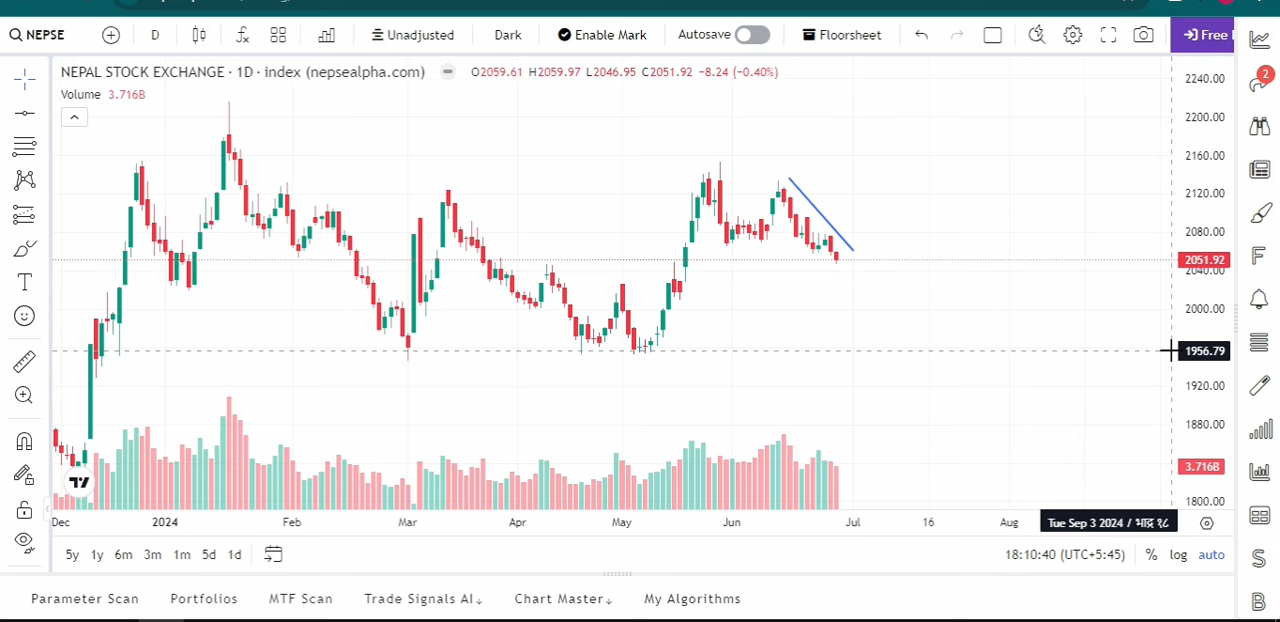 NEPSE D Unadjusted Dark Enable Mark Autosave Floorsheet Free
NEPAL STOCK EXCHANGE · 1D · index (nepsealpha.com) O2059.61 H2059.97 L2046.95 C2051.92 −8.24 (−0.40%)
Volume 3.716B
2
2240.00
2200.00
2160.00
2120.00
2080.00
2051.92
2040.00
2000.00
1956.79
1920.00
1880.00
3.716B
1800.00
Dec 2024 Feb Mar Apr May Jun Jul 16 Aug Tue Sep 3 2024 / भाद्र १८
5y 1y 6m 3m 1m 5d 1d 18:10:40 (UTC+5:45) % log auto
Parameter Scan Portfolios MTF Scan Trade Signals AI↓ Chart Master↓ My Algorithms